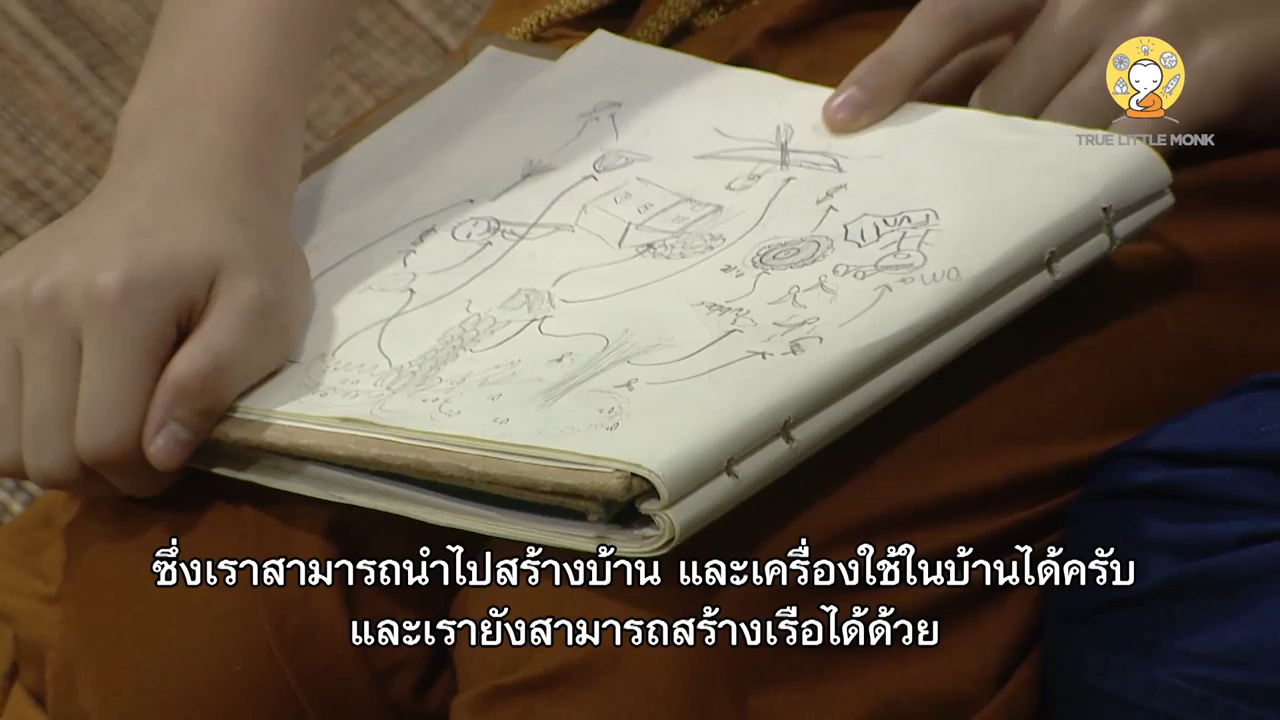 TRUE LITTLE MONK
ซึ่งเราสามารถนำไปสร้างบ้าน และเครื่องใช้ในบ้านได้ครับ
และเรายังสามารถสร้างเรือได้ด้วย